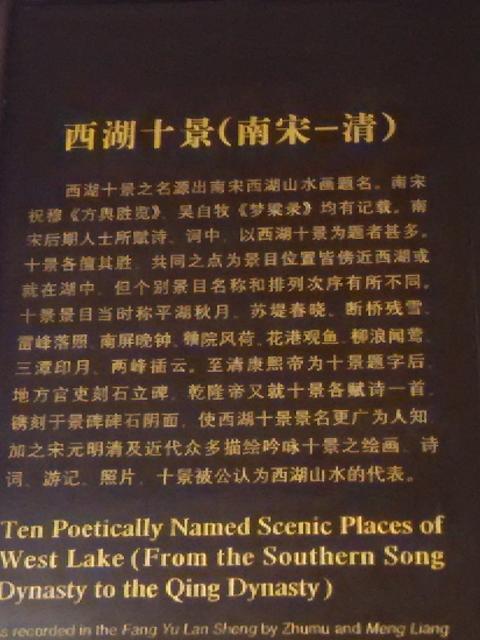 西湖十景(南宋-清)
西湖十景之名源出南宋西湖山水画题名。南宋
祝穆《方舆胜览》、吴自牧《梦粱录》均有记载。南
宋后期人士所赋诗、词中,以西湖十景为题者甚多。
十景各擅其胜,共同之点为景目位置皆傍近西湖或
就在湖中,但个别景目名称和排列次序有所不同。
十景景目当时称平湖秋月、苏堤春晓、断桥残雪、
雷峰落照、南屏晚钟、麯院风荷、花港观鱼、柳浪闻莺、
三潭印月、两峰插云。至清康熙帝为十景题字后,
地方官吏刻石立碑,乾隆帝又就十景各赋诗一首,
镌刻于景碑碑石阴面,使西湖十景景名更广为人知
加之宋元明清及近代众多描绘吟咏十景之绘画、诗
词、游记、照片,十景被公认为西湖山水的代表。
Ten Poetically Named Scenic Places of
West Lake (From the Southern Song
Dynasty to the Qing Dynasty)
s recorded in the Fang Yu Lan Sheng by Zhumu and Meng Liang